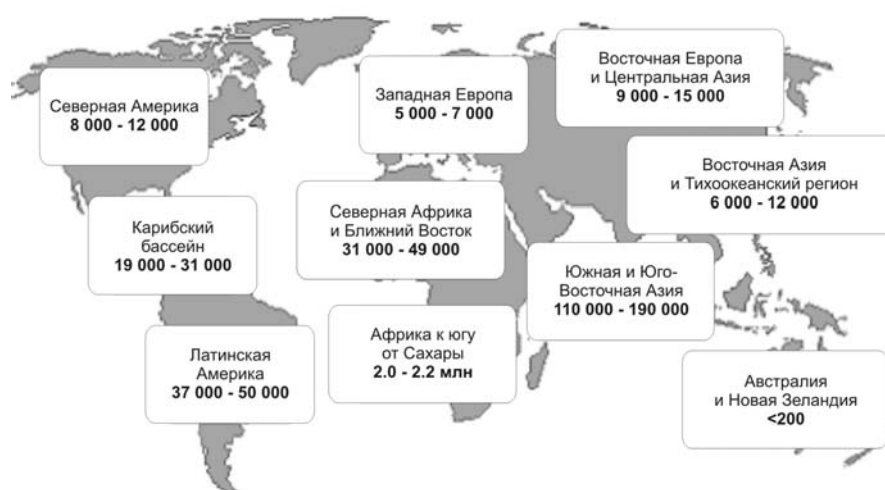 Северная Америка
8 000 - 12 000
Западная Европа
5 000 - 7 000
Восточная Европа
и Центральная Азия
9 000 - 15 000
Восточная Азия
и Тихоокеанский регион
6 000 - 12 000
Карибский
бассейн
19 000 - 31 000
Северная Африка
и Ближний Восток
31 000 - 49 000
Южная и Юго-
Восточная Азия
110 000 - 190 000
Латинская
Америка
37 000 - 50 000
Африка к югу
от Сахары
2.0 - 2.2 млн
Австралия
и Новая Зеландия
<200